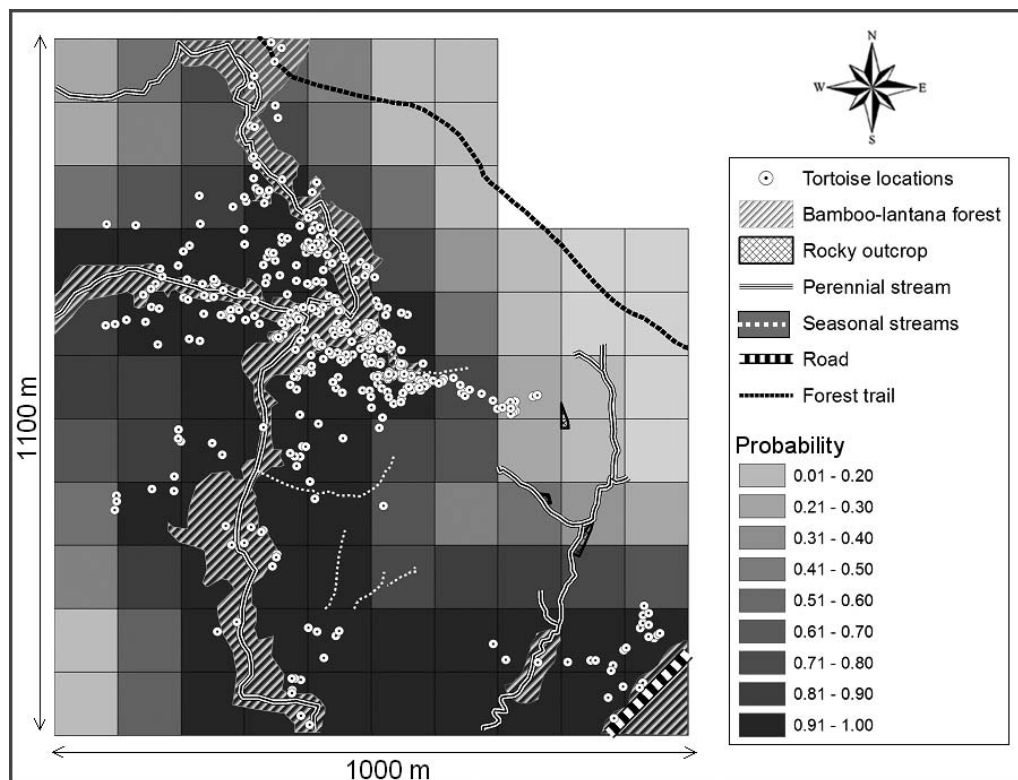 N
W
E
S
Tortoise locations
Bamboo-lantana forest
Rocky outcrop
Perennial stream
Seasonal streams
Road
Forest trail
Probability
0.01 - 0.20
0.21 - 0.30
0.31 - 0.40
0.41 - 0.50
0.51 - 0.60
0.61 - 0.70
0.71 - 0.80
0.81 - 0.90
0.91 - 1.00
1100 m
1000 m